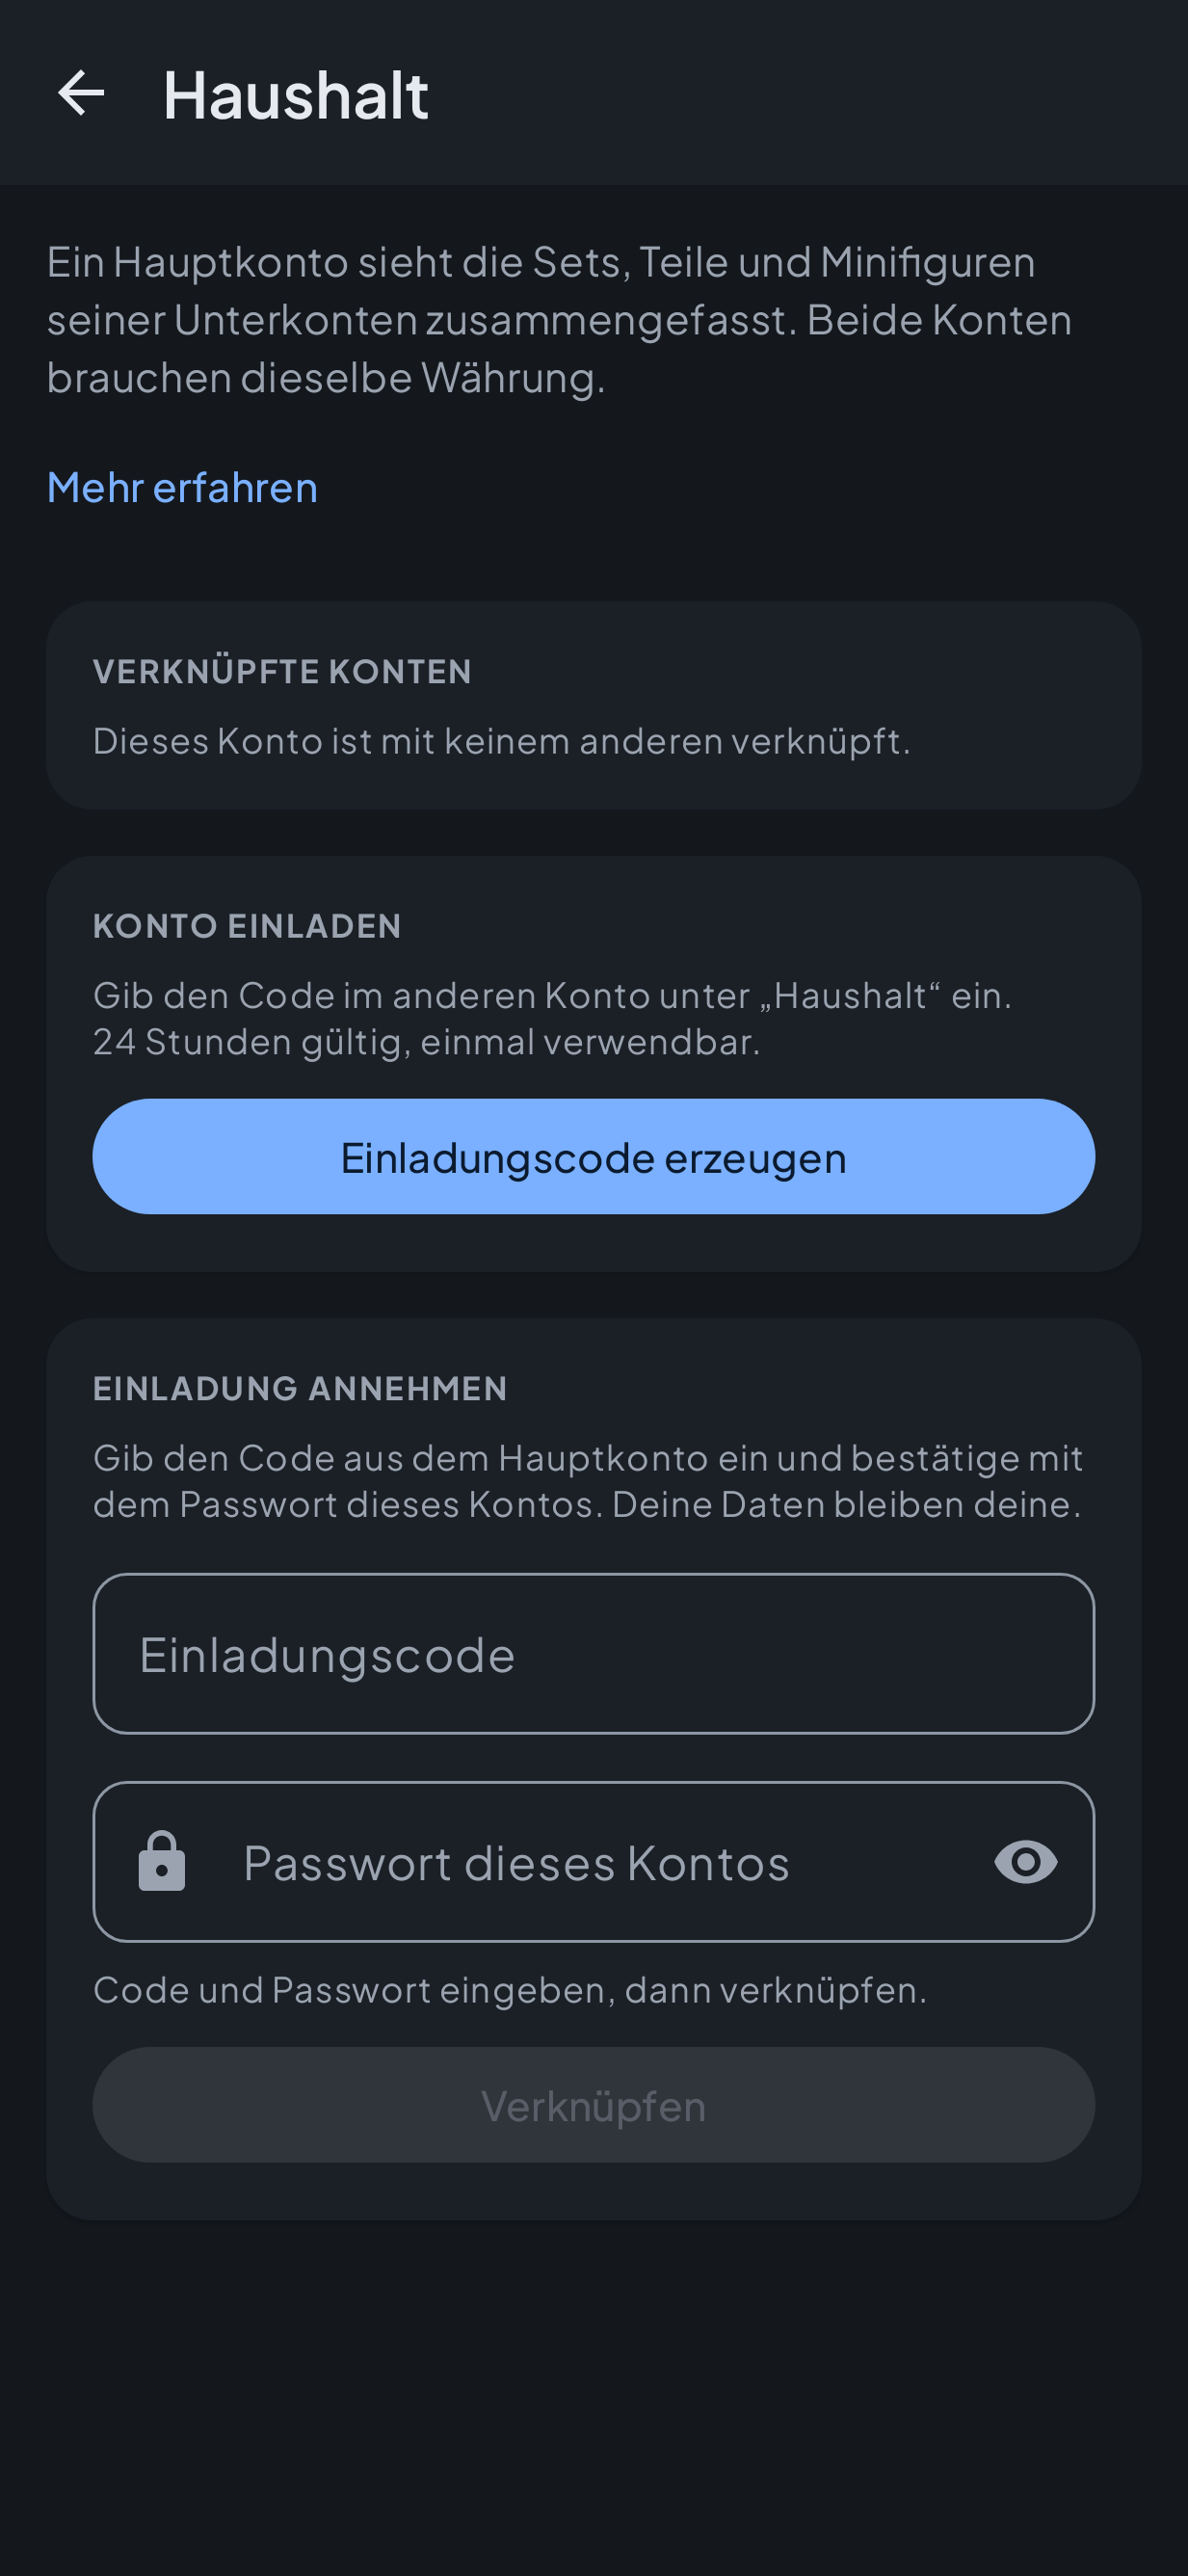 Haushalt
Ein Hauptkonto sieht die Sets, Teile und Minifiguren
seiner Unterkonten zusammengefasst. Beide Konten
brauchen dieselbe Währung.
Mehr erfahren
VERKNÜPFTE KONTEN
Dieses Konto ist mit keinem anderen verknüpft.
KONTO EINLADEN
Gib den Code im anderen Konto unter „Haushalt“ ein.
24 Stunden gültig, einmal verwendbar.
Einladungscode erzeugen
EINLADUNG ANNEHMEN
Gib den Code aus dem Hauptkonto ein und bestätige mit
dem Passwort dieses Kontos. Deine Daten bleiben deine.
Einladungscode
Passwort dieses Kontos
Code und Passwort eingeben, dann verknüpfen.
Verknüpfen